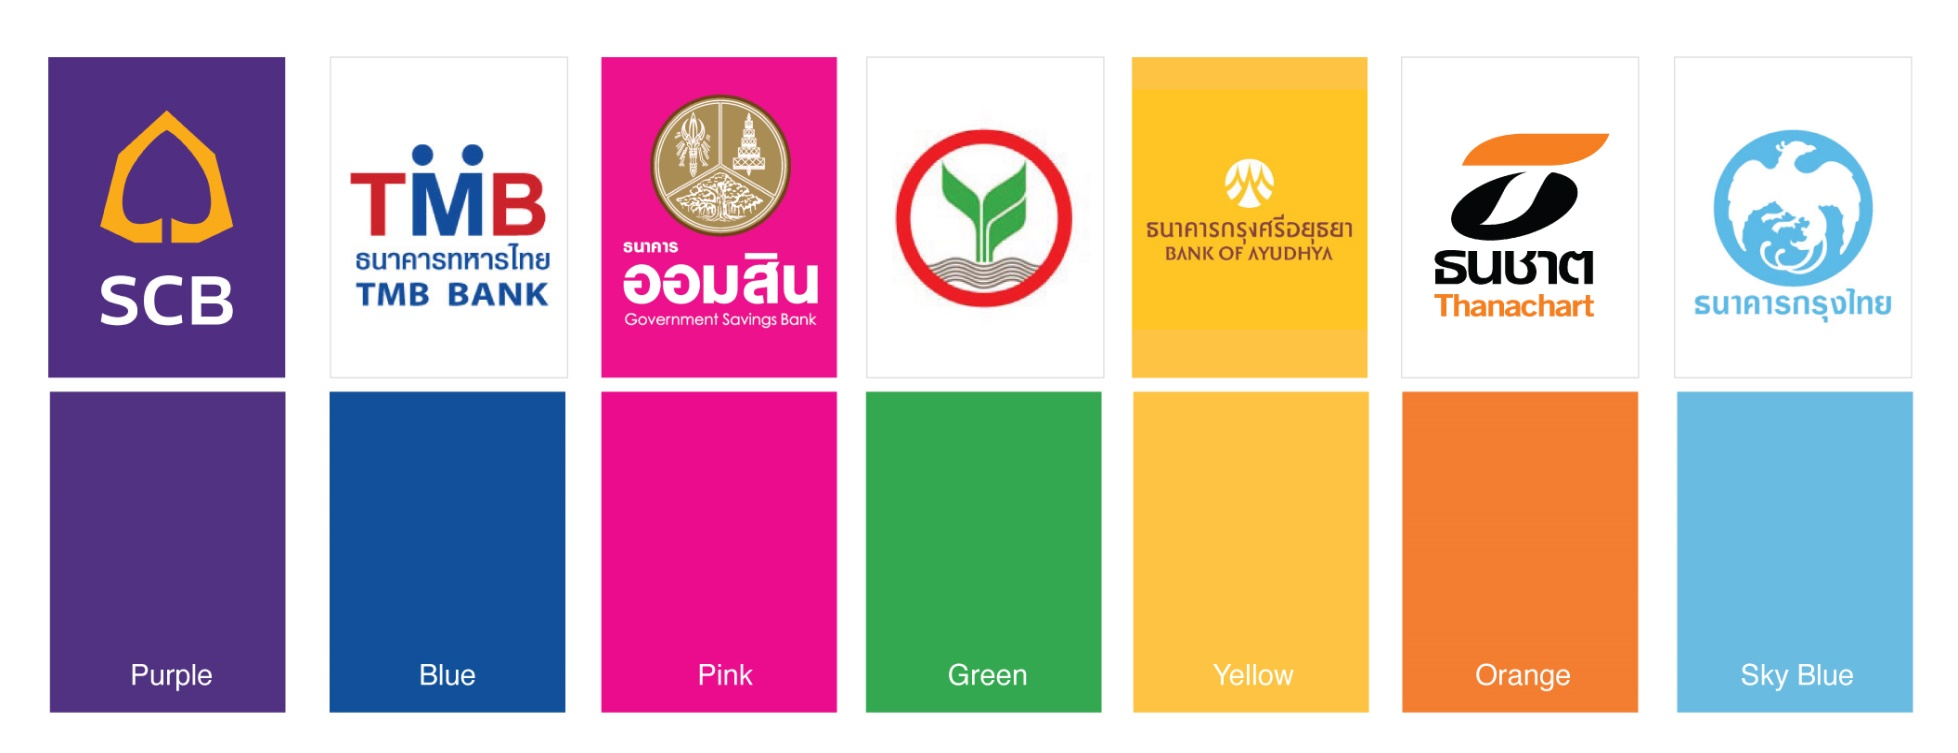 SCB
TMB
ธนาคารทหารไทย
TMB BANK
ธนาคาร
ออมสิน
Government Savings Bank
ธนาคารกรุงศรีอยุธยา
BANK OF AYUDHYA
ธนชาต
Thanachart
ธนาคารกรุงไทย
Purple
Blue
Pink
Green
Yellow
Orange
Sky Blue